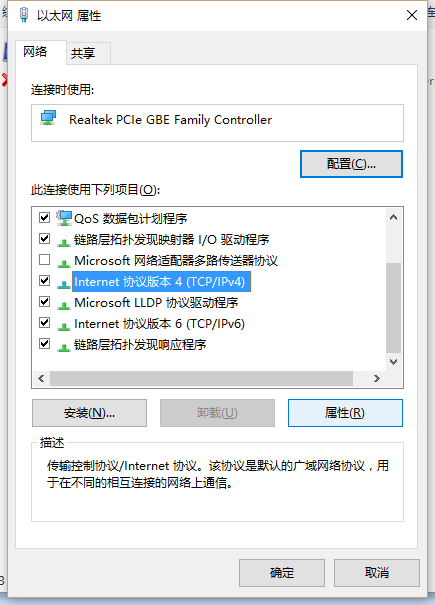 以太网 属性
网络
共享
连接时使用:
Realtek PCIe GBE Family Controller
配置(C)...
此连接使用下列项目(O):
QoS 数据包计划程序
链路层拓扑发现映射器 I/O 驱动程序
Microsoft 网络适配器多路传送器协议
Internet 协议版本 4 (TCP/IPv4)
Microsoft LLDP 协议驱动程序
Internet 协议版本 6 (TCP/IPv6)
链路层拓扑发现响应程序
安装(N)...
卸载(U)
属性(R)
描述
传输控制协议/Internet 协议。该协议是默认的广域网络协议，用
于在不同的相互连接的网络上通信。
确定
取消